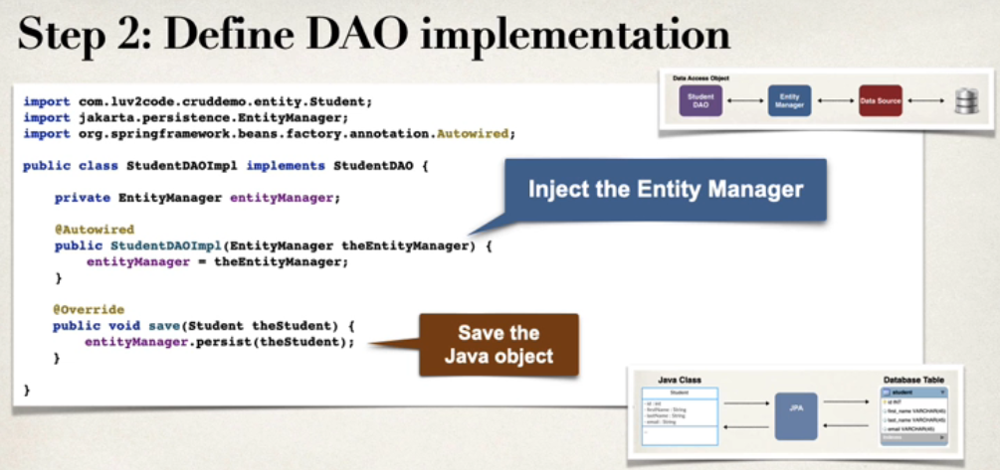 Step 2: Define DAO implementation
Data Access Object
Student
DAO
Entity
Manager
Data Source
import com.luv2code.cruddemo.entity.Student;
import jakarta.persistence.EntityManager;
import org.springframework.beans.factory.annotation.Autowired;
public class StudentDAOImpl implements StudentDAO {
private EntityManager entityManager;
Inject the Entity Manager
@Autowired
public StudentDAOImpl(EntityManager theEntityManager) {
entityManager = theEntityManager;
}
@Override
public void save(Student theStudent) {
entityManager.persist(theStudent);
}
}
Save the
Java object
Java Class
Student
- id : int
- firstName : String
- lastName : String
- email : String
JPA
Database Table
student
id INT
first_name VARCHAR(45)
last_name VARCHAR(45)
email VARCHAR(45)
Indexes